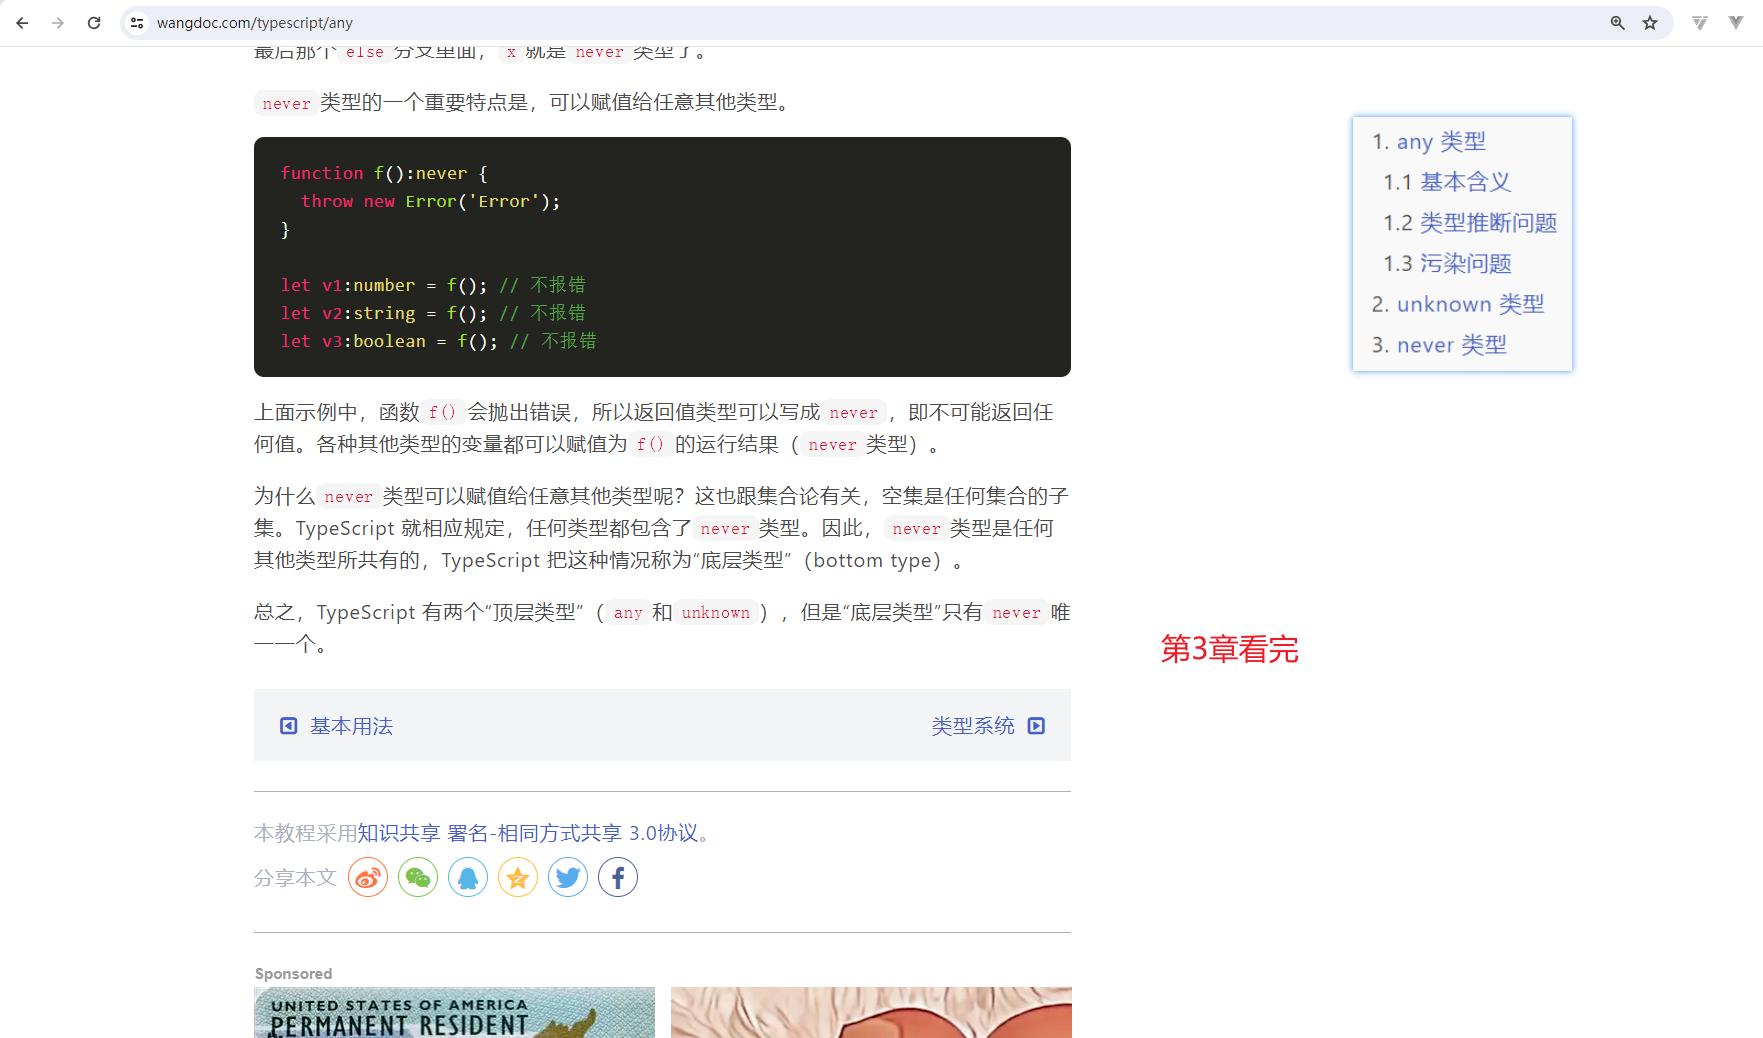 wangdoc.com/typescript/any
最后那个 else 分支里面，x 就是 never 类型了。
never 类型的一个重要特点是，可以赋值给任意其他类型。
function f():never {
  throw new Error('Error');
}
let v1:number = f(); // 不报错
let v2:string = f(); // 不报错
let v3:boolean = f(); // 不报错
上面示例中，函数 f() 会抛出错误，所以返回值类型可以写成 never ，即不可能返回任
何值。各种其他类型的变量都可以赋值为 f() 的运行结果（ never 类型）。
为什么 never 类型可以赋值给任意其他类型呢？这也跟集合论有关，空集是任何集合的子
集。TypeScript 就相应规定，任何类型都包含了 never 类型。因此， never 类型是任何
其他类型所共有的，TypeScript 把这种情况称为“底层类型”（bottom type）。
总之，TypeScript 有两个“顶层类型”（ any 和 unknown ），但是“底层类型”只有 never 唯
一一个。
基本用法
类型系统
本教程采用知识共享 署名-相同方式共享 3.0协议。
分享本文
Sponsored
UNITED STATES OF AMERICA
PERMANENT RESIDENT
1. any 类型
1.1 基本含义
1.2 类型推断问题
1.3 污染问题
2. unknown 类型
3. never 类型
第3章看完